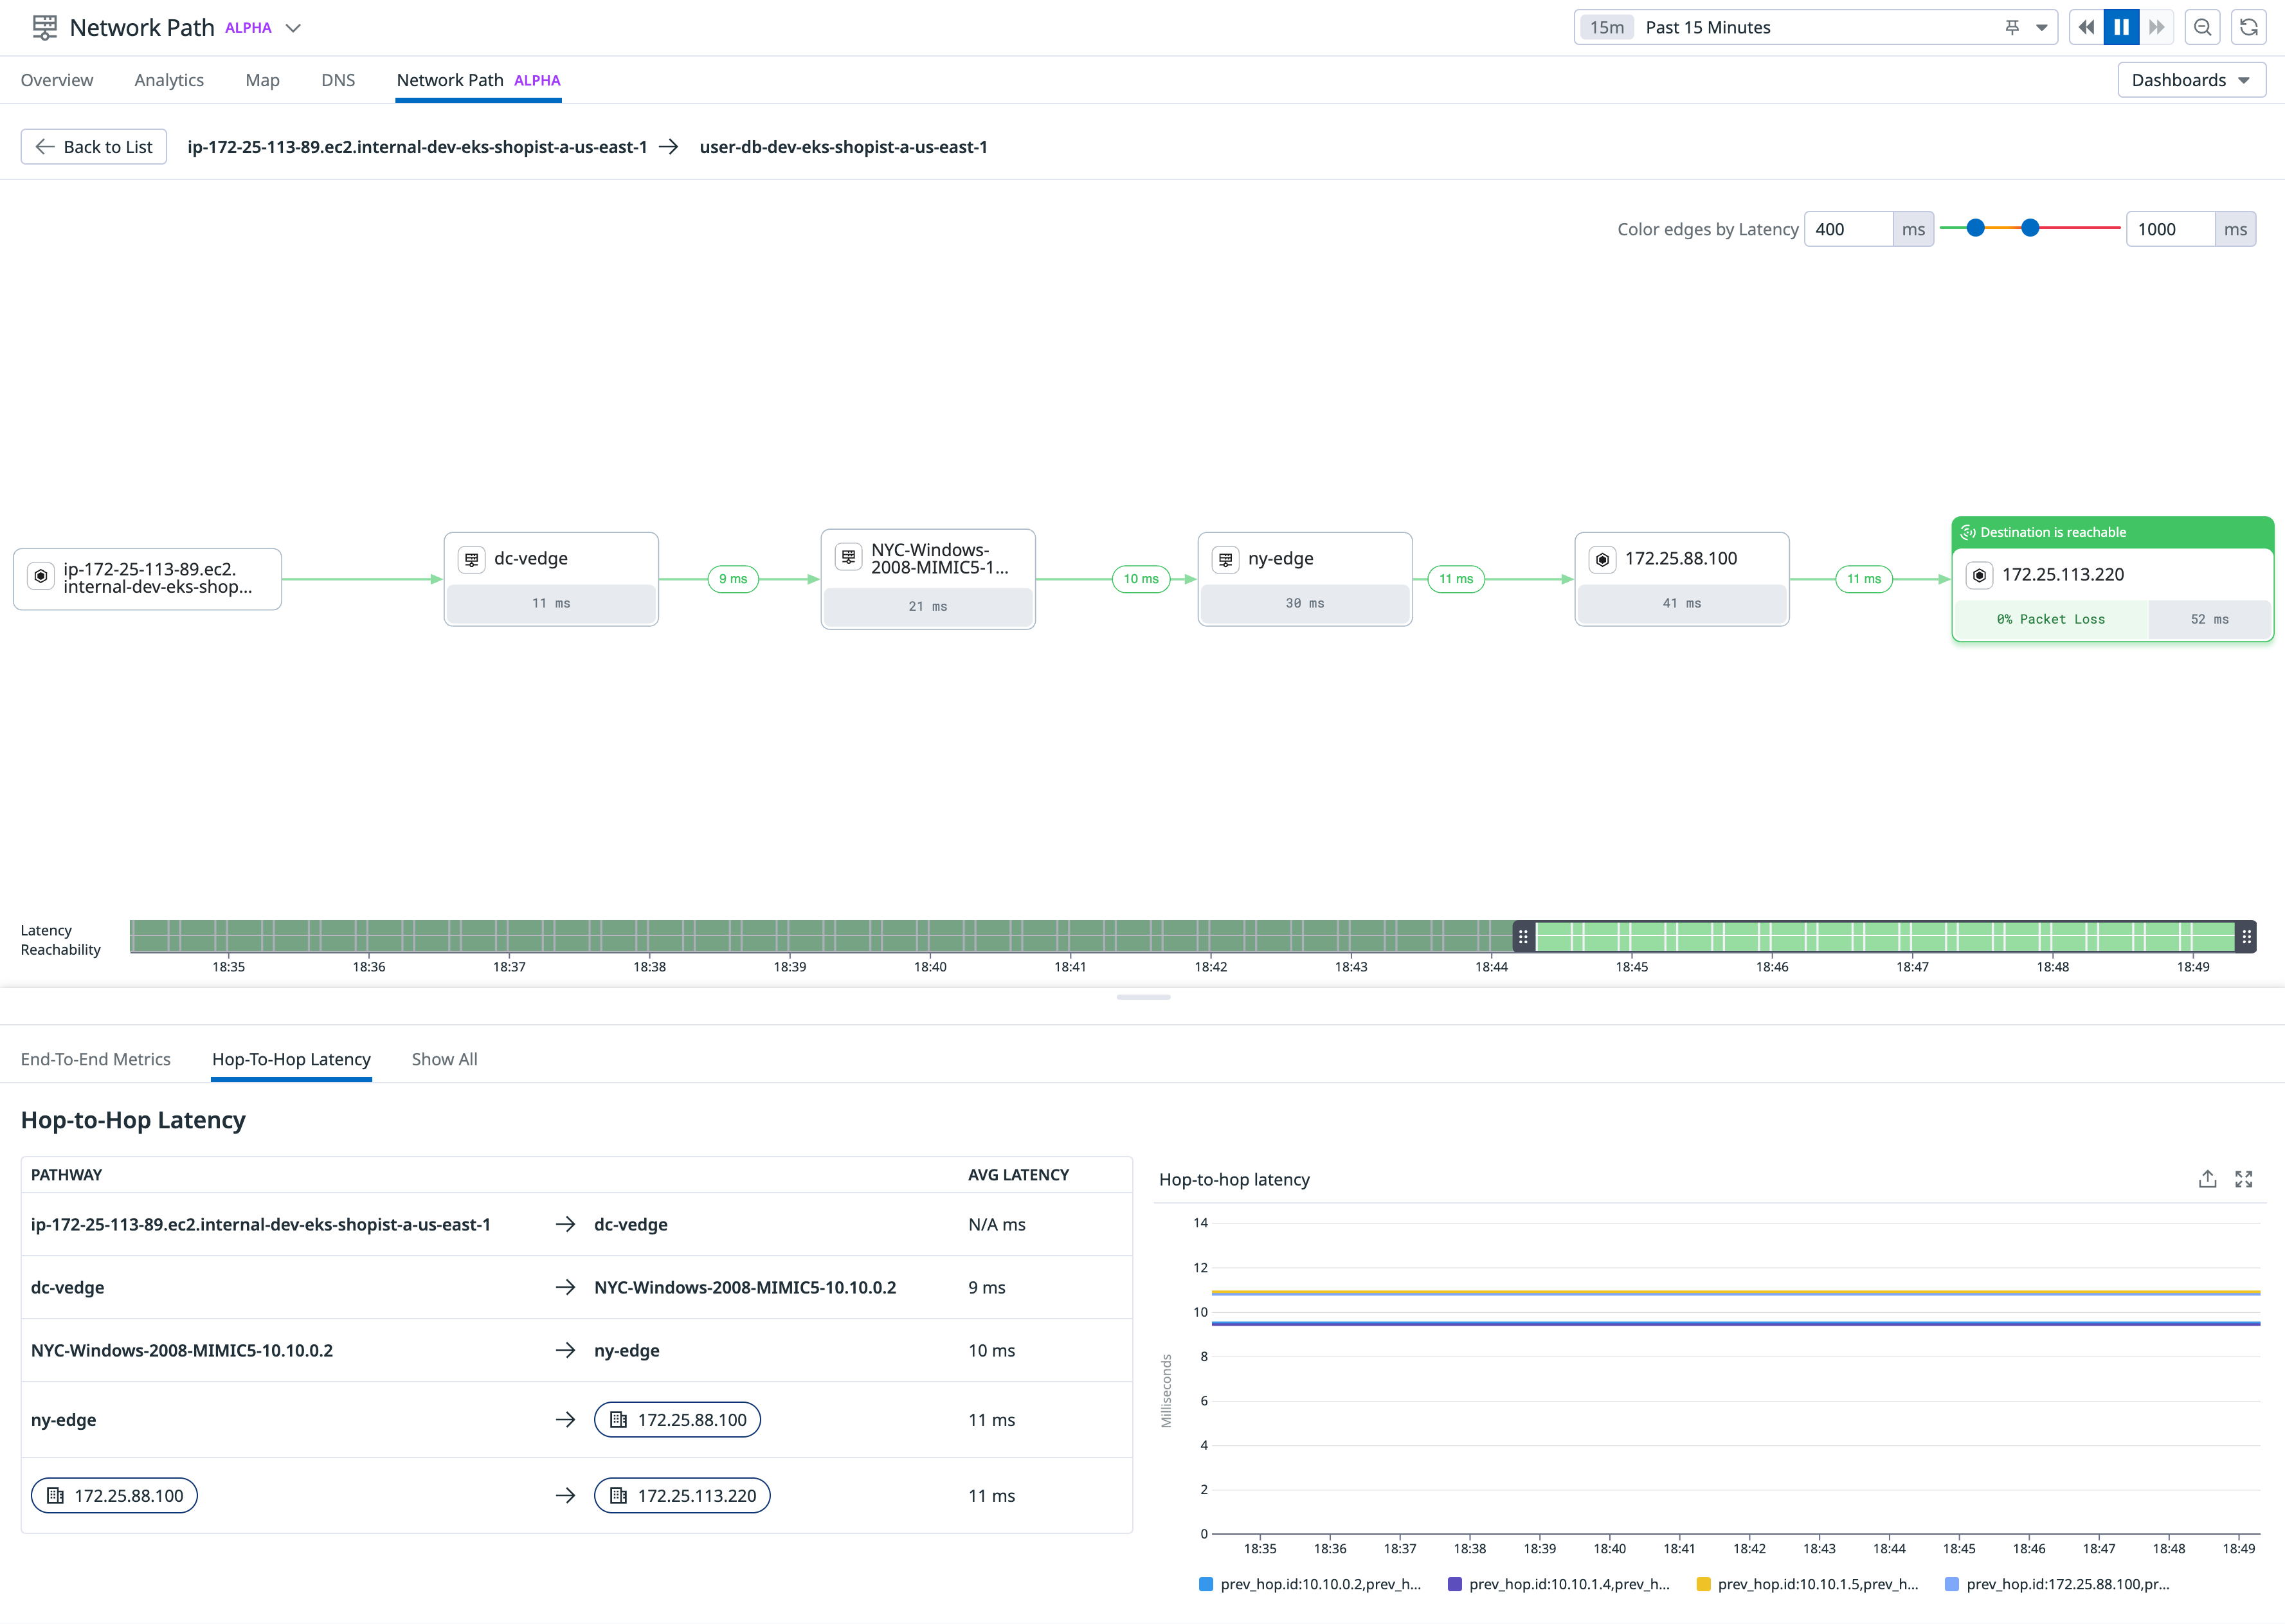 Network Path ALPHA
15m Past 15 Minutes
Overview Analytics Map DNS Network Path ALPHA
Dashboards
Back to List ip-172-25-113-89.ec2.internal-dev-eks-shopist-a-us-east-1 → user-db-dev-eks-shopist-a-us-east-1
Color edges by Latency 400 ms 1000 ms
ip-172-25-113-89.ec2.
internal-dev-eks-shop...
dc-vedge
11 ms
9 ms
NYC-Windows-
2008-MIMIC5-1...
21 ms
10 ms
ny-edge
30 ms
11 ms
172.25.88.100
41 ms
11 ms
Destination is reachable
172.25.113.220
0% Packet Loss 52 ms
Latency
Reachability
18:35 18:36 18:37 18:38 18:39 18:40 18:41 18:42 18:43 18:44 18:45 18:46 18:47 18:48 18:49
End-To-End Metrics Hop-To-Hop Latency Show All
Hop-to-Hop Latency
PATHWAY AVG LATENCY
ip-172-25-113-89.ec2.internal-dev-eks-shopist-a-us-east-1 → dc-vedge N/A ms
dc-vedge → NYC-Windows-2008-MIMIC5-10.10.0.2 9 ms
NYC-Windows-2008-MIMIC5-10.10.0.2 → ny-edge 10 ms
ny-edge → 172.25.88.100 11 ms
172.25.88.100 → 172.25.113.220 11 ms
Hop-to-hop latency
Milliseconds
14
12
10
8
6
4
2
0
18:35 18:36 18:37 18:38 18:39 18:40 18:41 18:42 18:43 18:44 18:45 18:46 18:47 18:48 18:49
prev_hop.id:10.10.0.2,prev_h... prev_hop.id:10.10.1.4,prev_h... prev_hop.id:10.10.1.5,prev_h... prev_hop.id:172.25.88.100,pr...